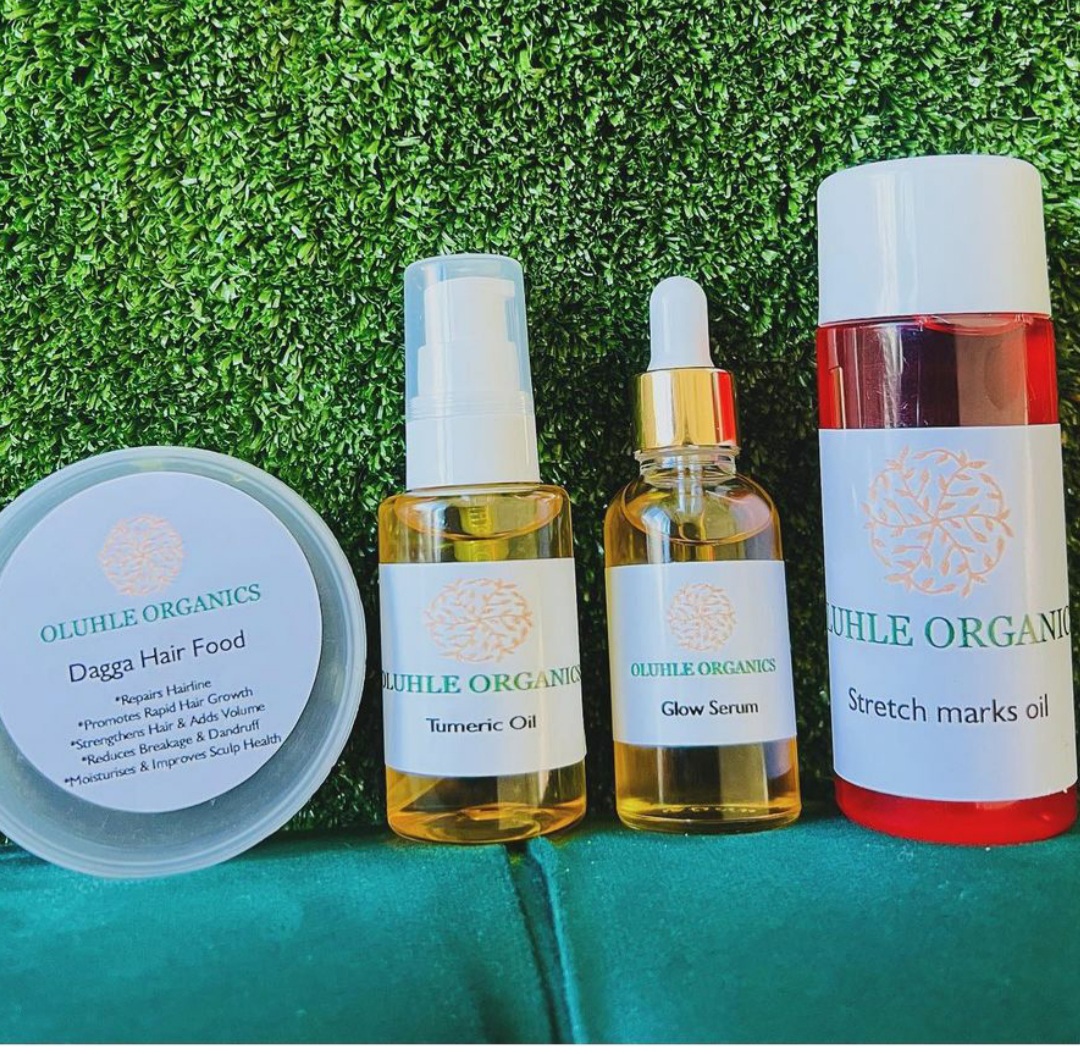 OLUHLE ORGANICS
Dagga Hair Food
*Repairs Hairline
*Promotes Rapid Hair Growth
*Strengthens Hair & Adds Volume
*Reduces Breakage & Dandruff
*Moisturises & Improves Sculp Health
OLUHLE ORGANICS
Tumeric Oil
OLUHLE ORGANICS
Glow Serum
LUHLE ORGANIC
Stretch marks oil